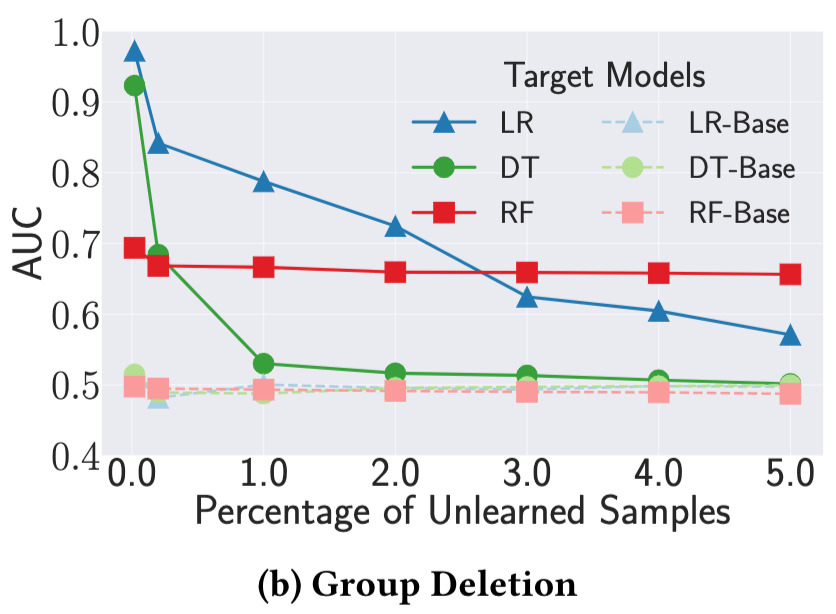 1.0
0.9
0.8
0.7
0.6
0.5
0.4
AUC
Target Models
LR LR-Base
DT DT-Base
RF RF-Base
0.0 1.0 2.0 3.0 4.0 5.0
Percentage of Unlearned Samples
(b) Group Deletion